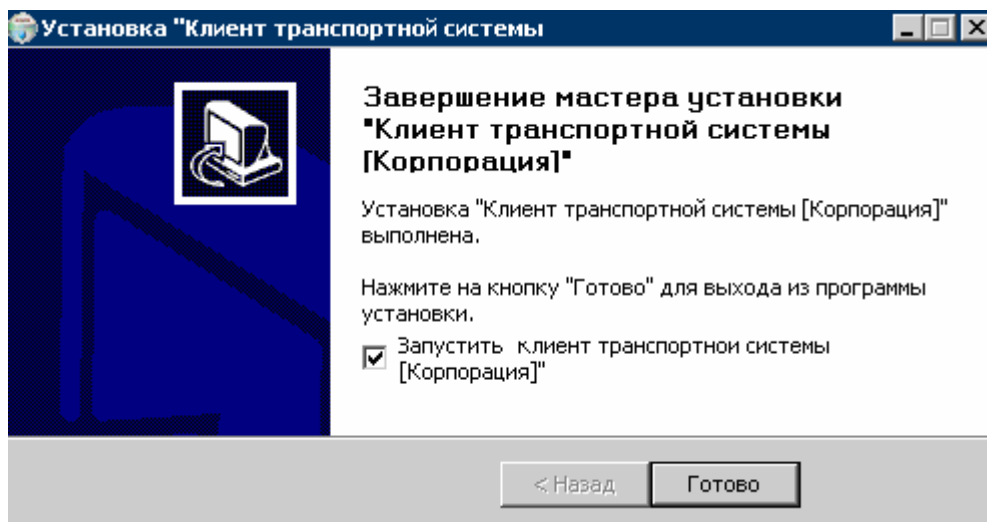 Установка "Клиент транспортной системы
Завершение мастера установки
"Клиент транспортной системы
[Корпорация]"
Установка "Клиент транспортной системы [Корпорация]"
выполнена.
Нажмите на кнопку "Готово" для выхода из программы
установки.
Запустить клиент транспортной системы
[Корпорация]"
< Назад
Готово